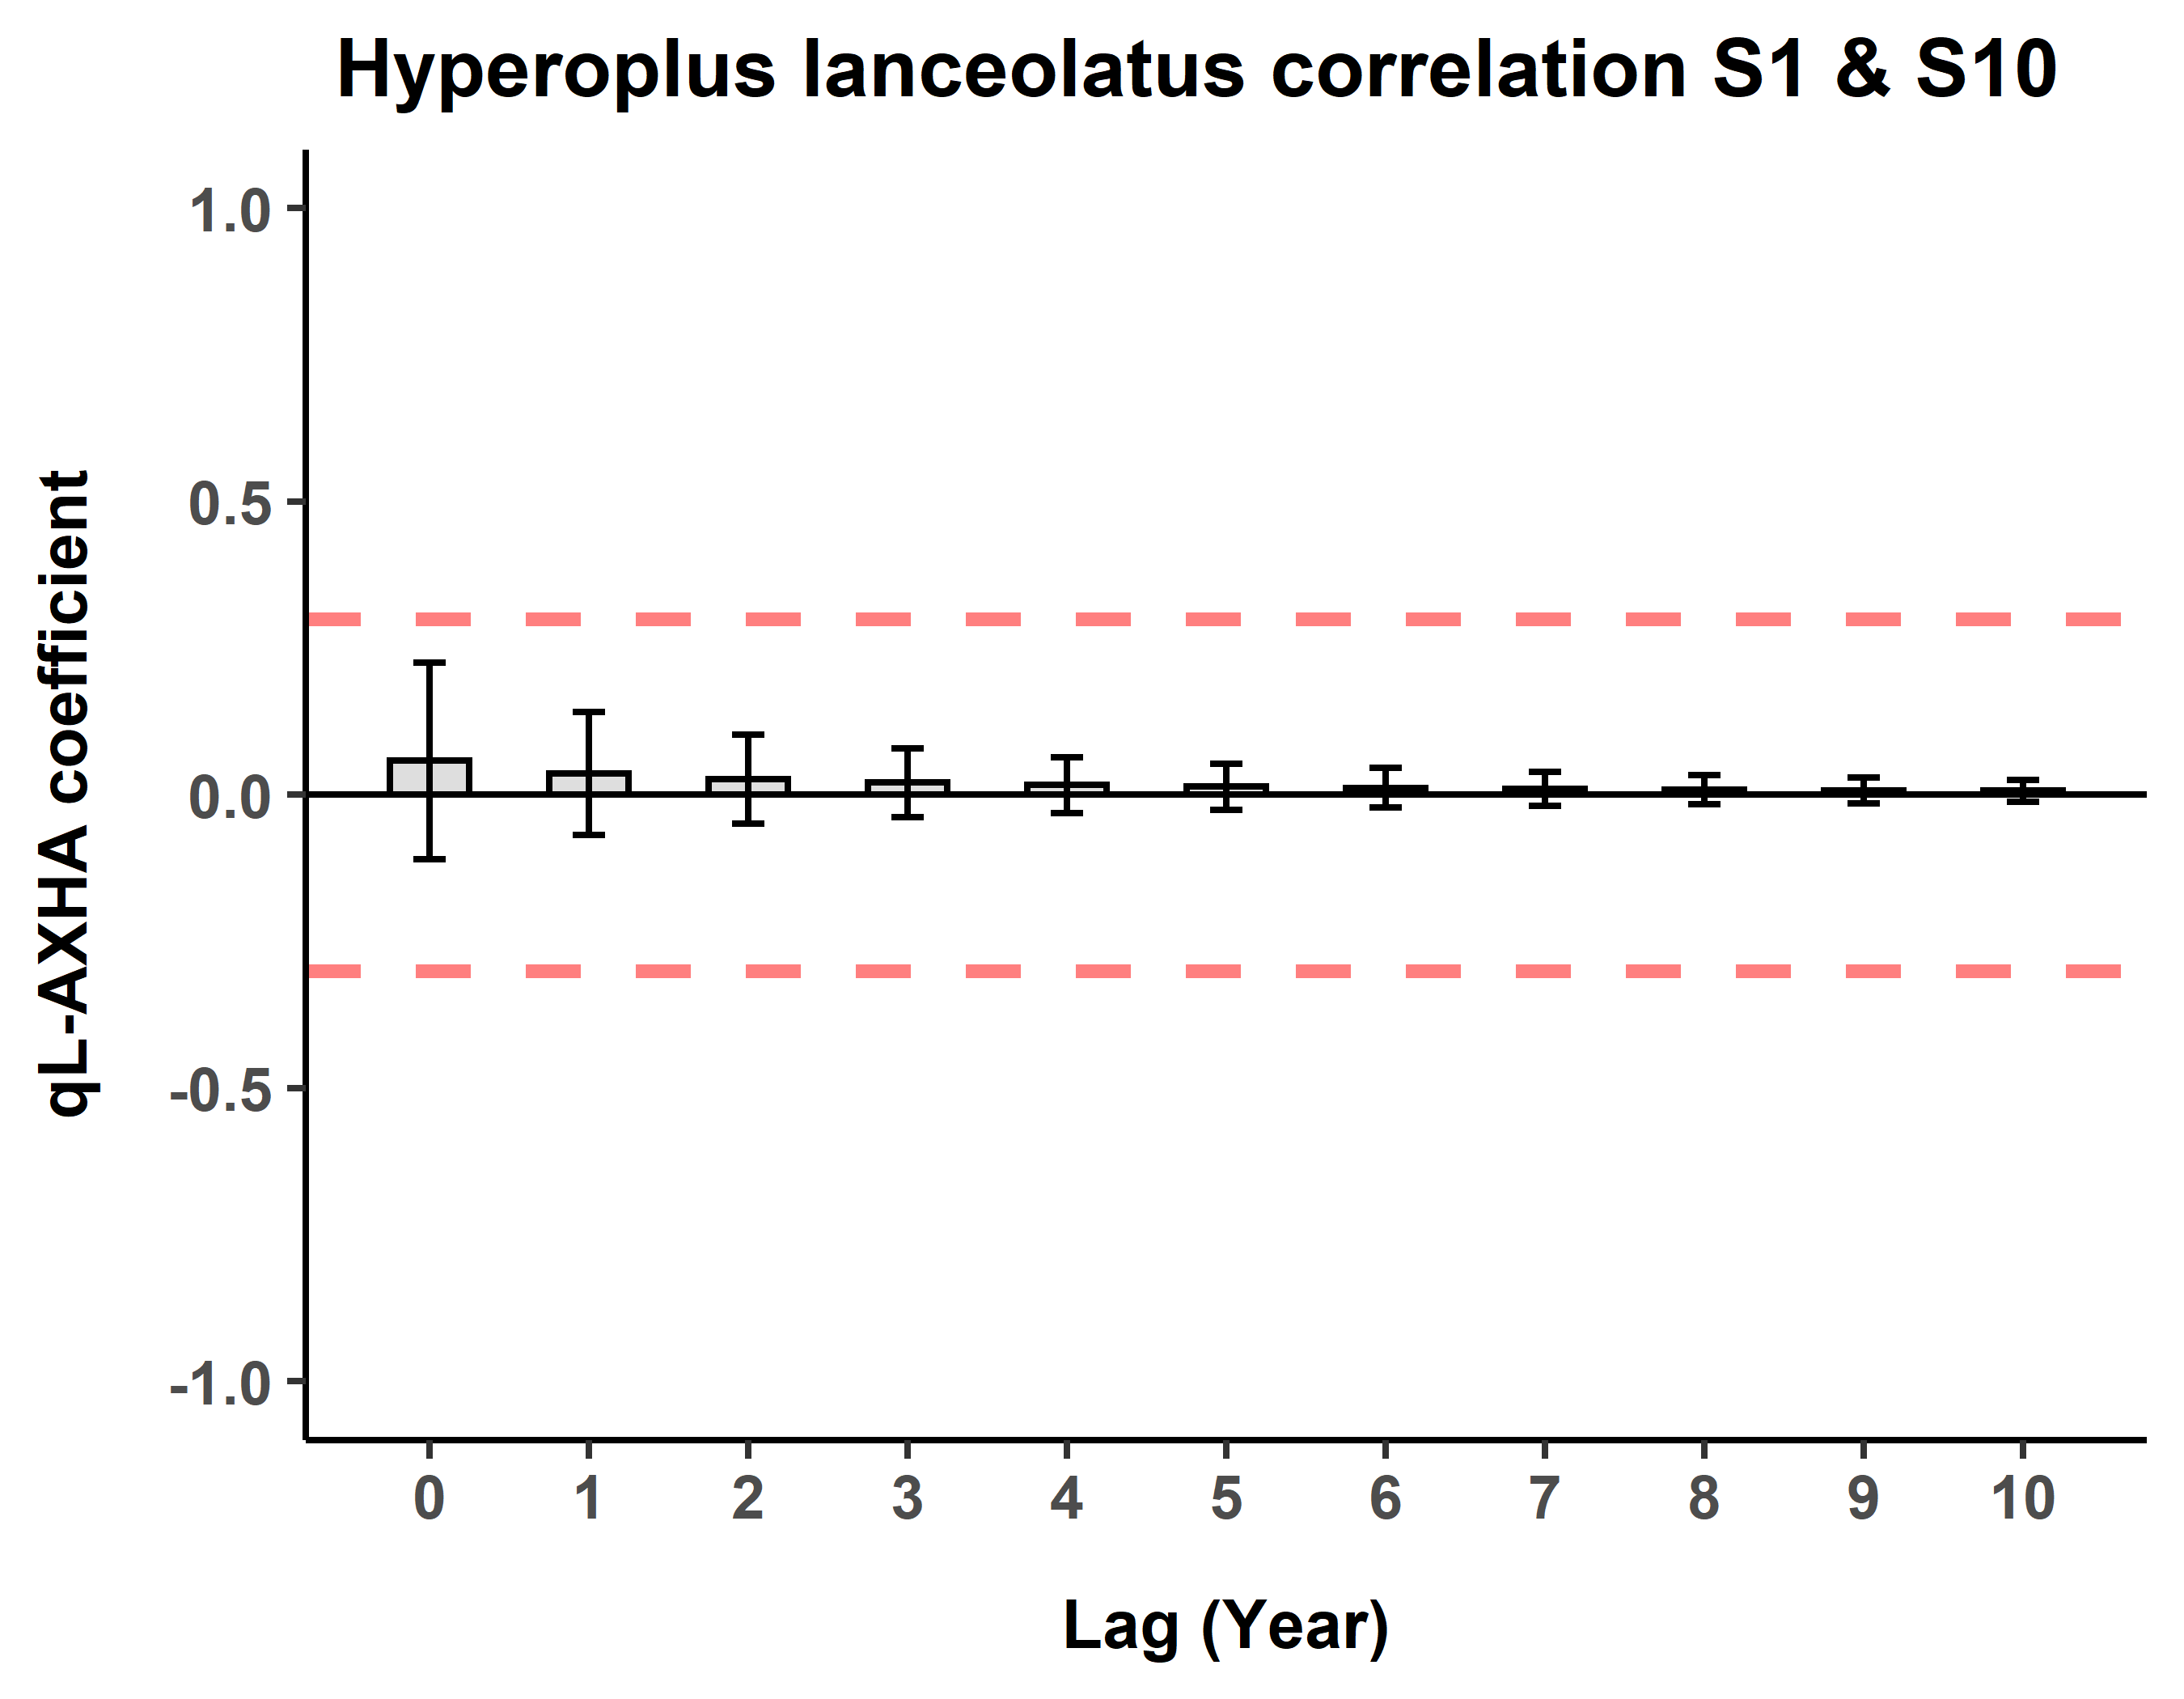 Hyperoplus lanceolatus correlation S1 & S10
qL-AXHA coefficient
1.0
0.5
0.0
-0.5
-1.0
0 1 2 3 4 5 6 7 8 9 10
Lag (Year)